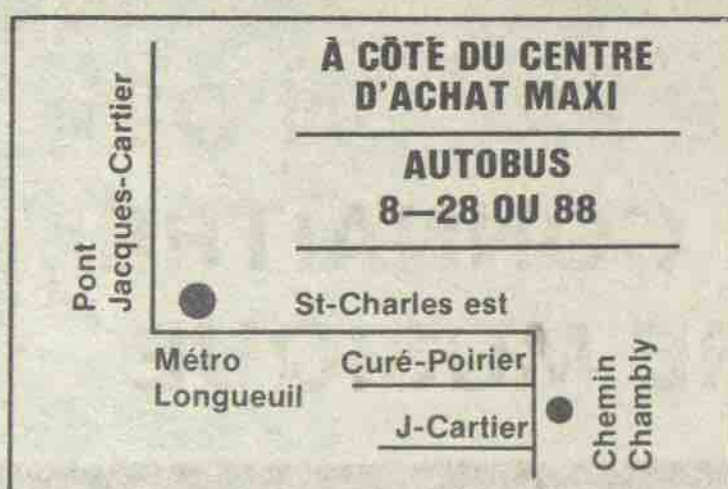 À CÔTÉ DU CENTRE
D'ACHAT MAXI
AUTOBUS
8—28 OU 88
Pont
Jacques-Cartier
St-Charles est
Métro
Longueuil
Curé-Poirier
J-Cartier
Chemin
Chambly